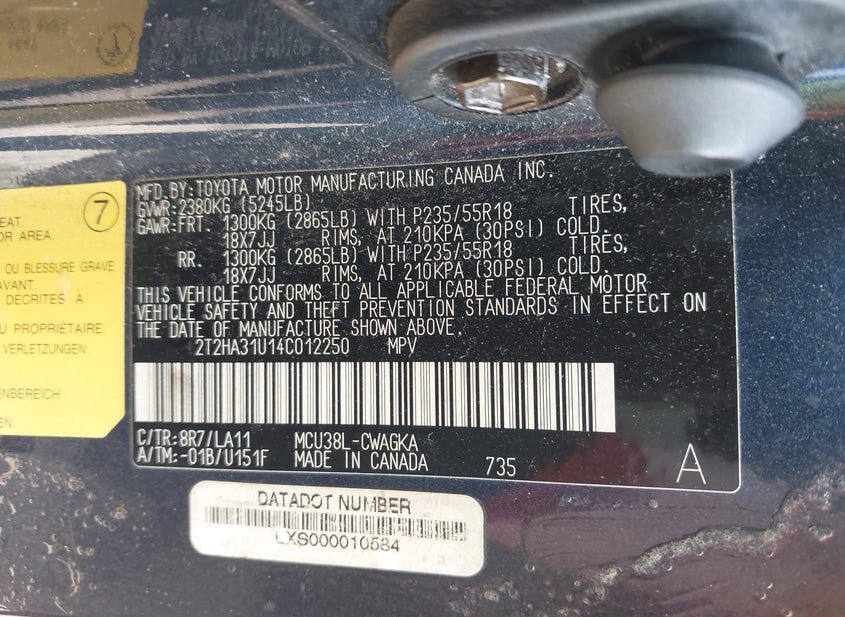 7
EAT.
OR AREA.
OU BLESSURE GRAVE
AVANT.
DÉCRITES À
U PROPRIETAIRE
VERLETZUNGEN:
ENBEREICH
MFD. BY:TOYOTA MOTOR MANUFACTURING CANADA INC.
GVWR:2380KG (5245LB)
GAWR-FRT. 1300KG (2865LB) WITH P235/55R18 TIRES,
18X7JJ RIMS, AT 210KPA (30PSI) COLD.
RR. 1300KG (2865LB) WITH P235/55R18 TIRES,
18X7JJ RIMS, AT 210KPA (30PSI) COLD.
THIS VEHICLE CONFORMS TO ALL APPLICABLE FEDERAL MOTOR
VEHICLE SAFETY AND THEFT PREVENTION STANDARDS IN EFFECT ON
THE DATE OF MANUFACTURE SHOWN ABOVE.
2T2HA31U14C012250 MPV
C/TR:8R7/LA11 MCU38L-CWAGKA
A/TM:-01B/U151F MADE IN CANADA 735 A
DATADOT NUMBER
LXS000010584